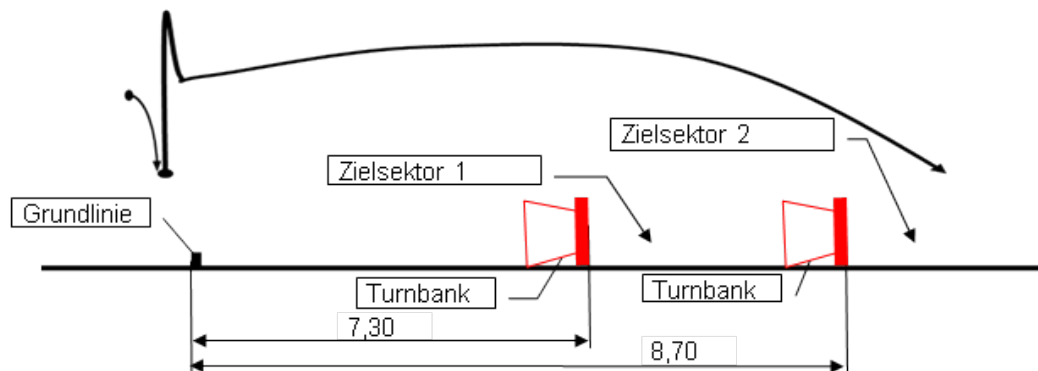 Zielsektor 2
Zielsektor 1
Grundlinie
Turnbank
Turnbank
7,30
8,70